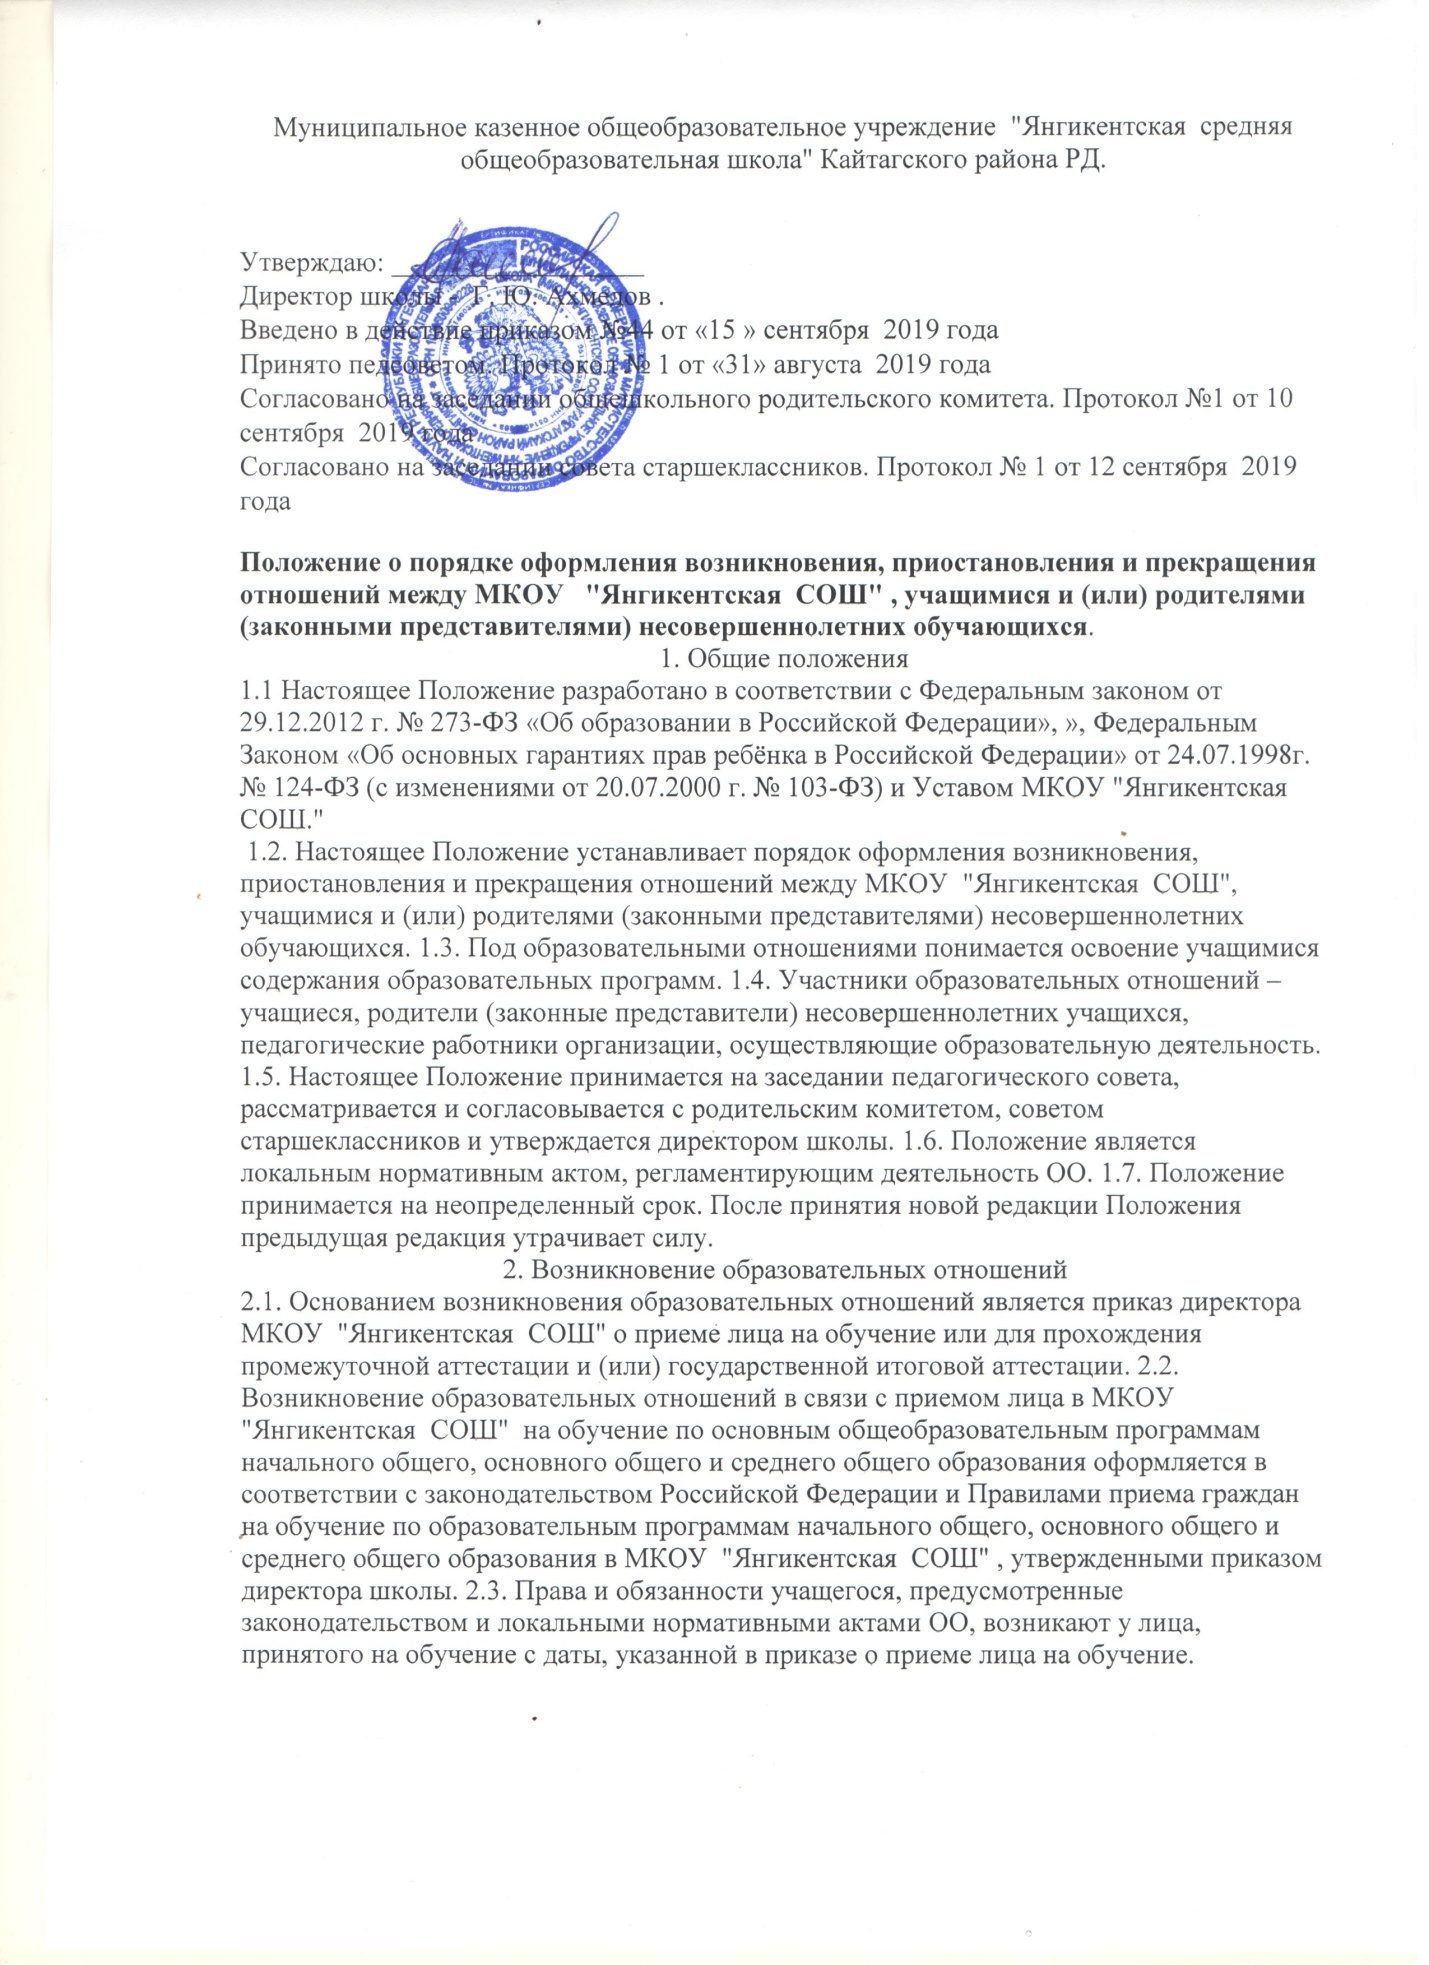 Муниципальное казенное общеобразовательное учреждение "Янгикентская средняя
общеобразовательная школа" Кайтагского района РД.
Утверждаю: ___________________
Директор школы - Г. Ю. Ахмедов .
Введено в действие приказом №44 от «15 » сентября 2019 года
Принято педсоветом. Протокол № 1 от «31» августа 2019 года
Согласовано на заседании общешкольного родительского комитета. Протокол №1 от 10
сентября 2019 года
Согласовано на заседании совета старшеклассников. Протокол № 1 от 12 сентября 2019
года
Положение о порядке оформления возникновения, приостановления и прекращения
отношений между МКОУ "Янгикентская СОШ" , учащимися и (или) родителями
(законными представителями) несовершеннолетних обучающихся.
1. Общие положения
1.1 Настоящее Положение разработано в соответствии с Федеральным законом от
29.12.2012 г. № 273-ФЗ «Об образовании в Российской Федерации», », Федеральным
Законом «Об основных гарантиях прав ребёнка в Российской Федерации» от 24.07.1998г.
№ 124-ФЗ (с изменениями от 20.07.2000 г. № 103-ФЗ) и Уставом МКОУ "Янгикентская
СОШ."
1.2. Настоящее Положение устанавливает порядок оформления возникновения,
приостановления и прекращения отношений между МКОУ "Янгикентская СОШ",
учащимися и (или) родителями (законными представителями) несовершеннолетних
обучающихся. 1.3. Под образовательными отношениями понимается освоение учащимися
содержания образовательных программ. 1.4. Участники образовательных отношений –
учащиеся, родители (законные представители) несовершеннолетних учащихся,
педагогические работники организации, осуществляющие образовательную деятельность.
1.5. Настоящее Положение принимается на заседании педагогического совета,
рассматривается и согласовывается с родительским комитетом, советом
старшеклассников и утверждается директором школы. 1.6. Положение является
локальным нормативным актом, регламентирующим деятельность ОО. 1.7. Положение
принимается на неопределенный срок. После принятия новой редакции Положения
предыдущая редакция утрачивает силу.
2. Возникновение образовательных отношений
2.1. Основанием возникновения образовательных отношений является приказ директора
МКОУ "Янгикентская СОШ" о приеме лица на обучение или для прохождения
промежуточной аттестации и (или) государственной итоговой аттестации. 2.2.
Возникновение образовательных отношений в связи с приемом лица в МКОУ
"Янгикентская СОШ" на обучение по основным общеобразовательным программам
начального общего, основного общего и среднего общего образования оформляется в
соответствии с законодательством Российской Федерации и Правилами приема граждан
на обучение по образовательным программам начального общего, основного общего и
среднего общего образования в МКОУ "Янгикентская СОШ" , утвержденными приказом
директора школы. 2.3. Права и обязанности учащегося, предусмотренные
законодательством и локальными нормативными актами ОО, возникают у лица,
принятого на обучение с даты, указанной в приказе о приеме лица на обучение.